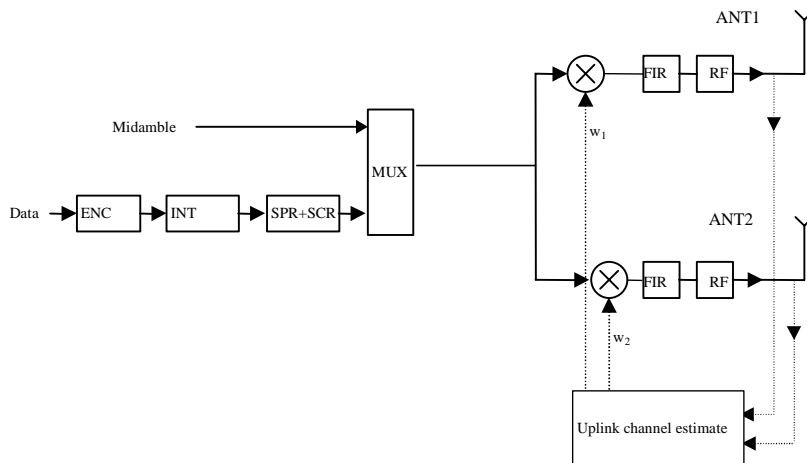 ANT1
FIR
RF
Midamble
w1
MUX
Data
ENC
INT
SPR+SCR
ANT2
FIR
RF
w2
Uplink channel estimate